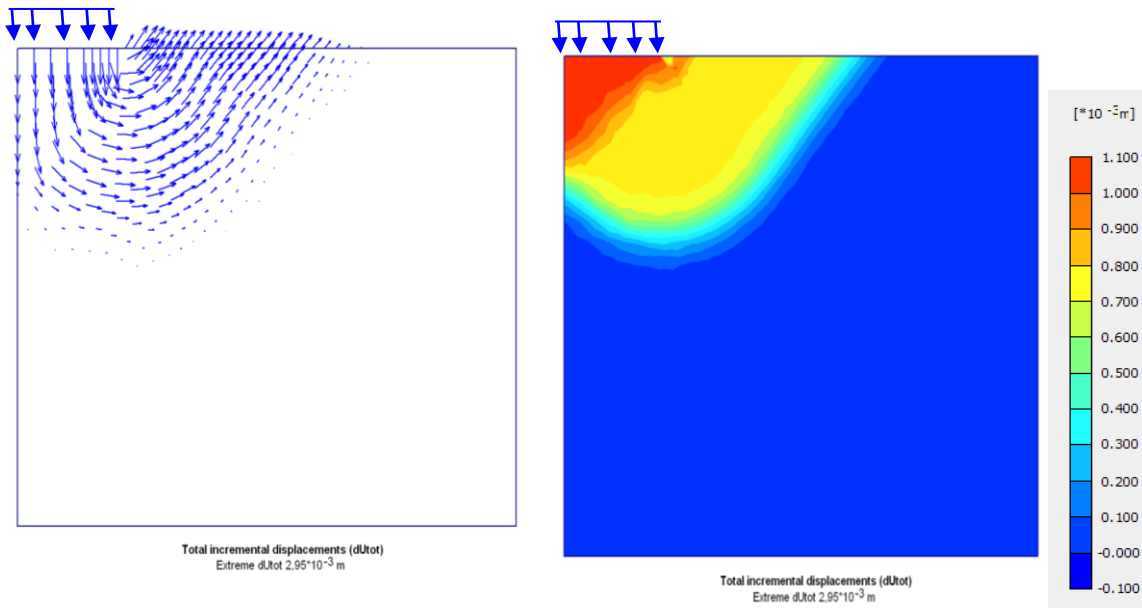 Total incremental displacements (dUtot)
Extreme dUtot 2,95*10⁻³ m
Total incremental displacements (dUtot)
Extreme dUtot 2,95*10⁻³ m
[*10 ⁻³m]
1.100
1.000
0.900
0.800
0.700
0.600
0.500
0.400
0.300
0.200
0.100
-0.000
-0.100